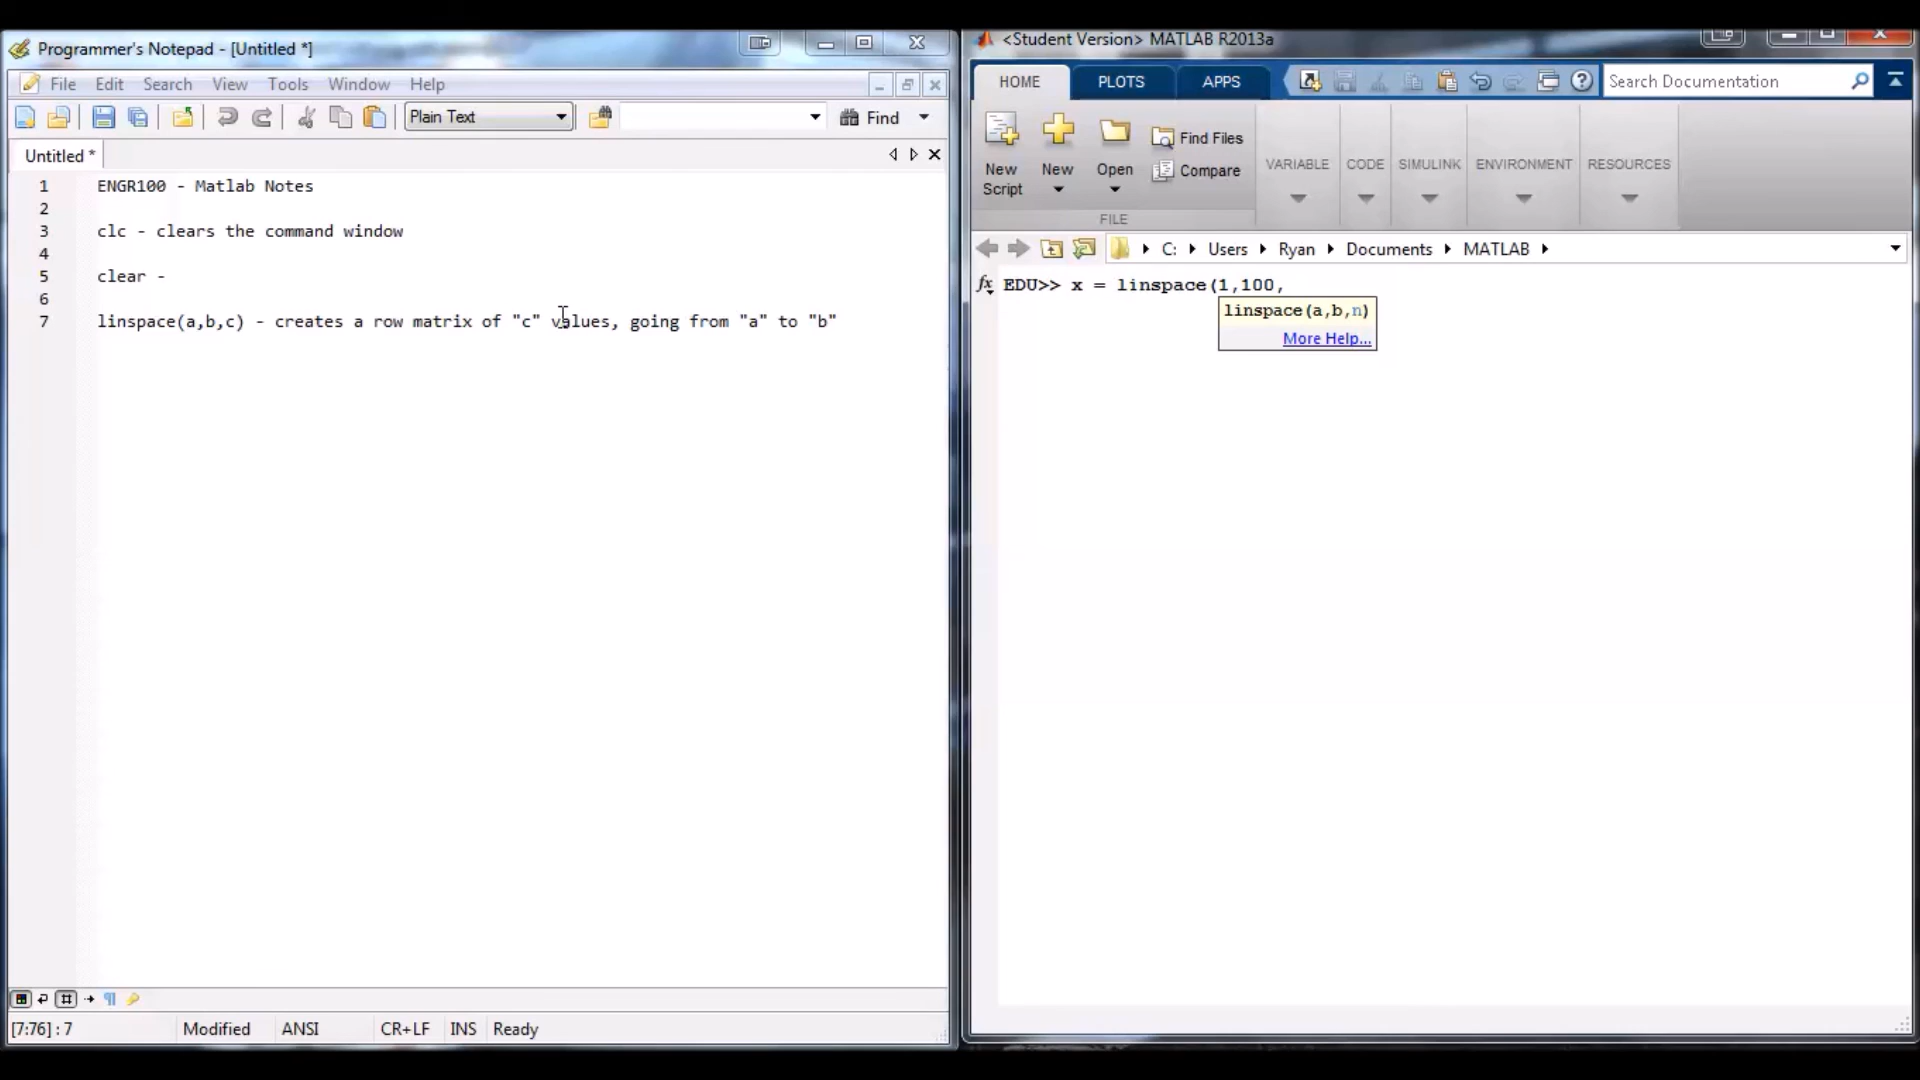 Programmer's Notepad - [Untitled *]
File Edit Search View Tools Window Help
Plain Text Find
Untitled *
1 ENGR100 - Matlab Notes
2
3 clc - clears the command window
4
5 clear -
6
7 linspace(a,b,c) - creates a row matrix of "c" values, going from "a" to "b"
[7:76] : 7 Modified ANSI CR+LF INS Ready
<Student Version> MATLAB R2013a
HOME PLOTS APPS Search Documentation
New Script New Open Find Files Compare
VARIABLE CODE SIMULINK ENVIRONMENT RESOURCES
FILE
C: Users Ryan Documents MATLAB
fx EDU>> x = linspace(1,100,
linspace(a,b,n)
More Help...